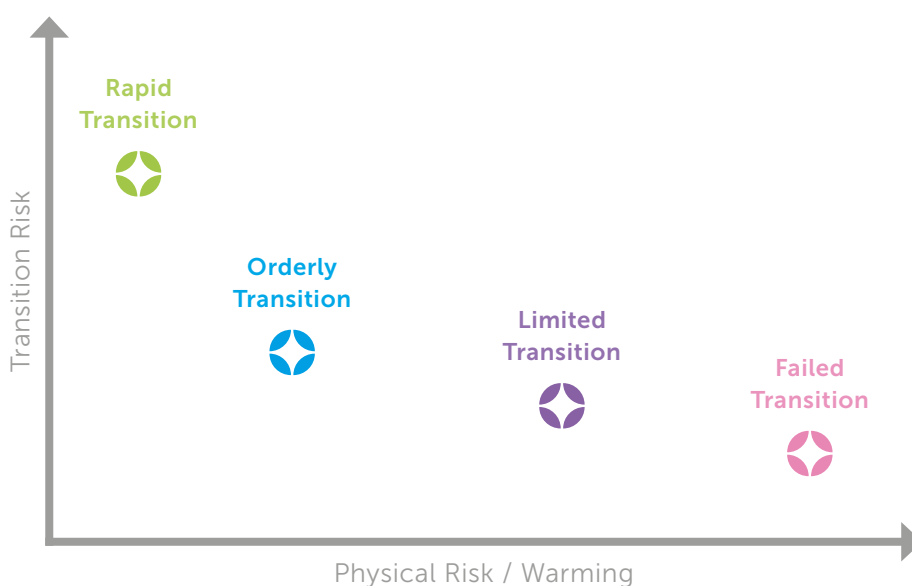 Rapid
Transition
Orderly
Transition
Limited
Transition
Failed
Transition
Transition Risk
Physical Risk / Warming